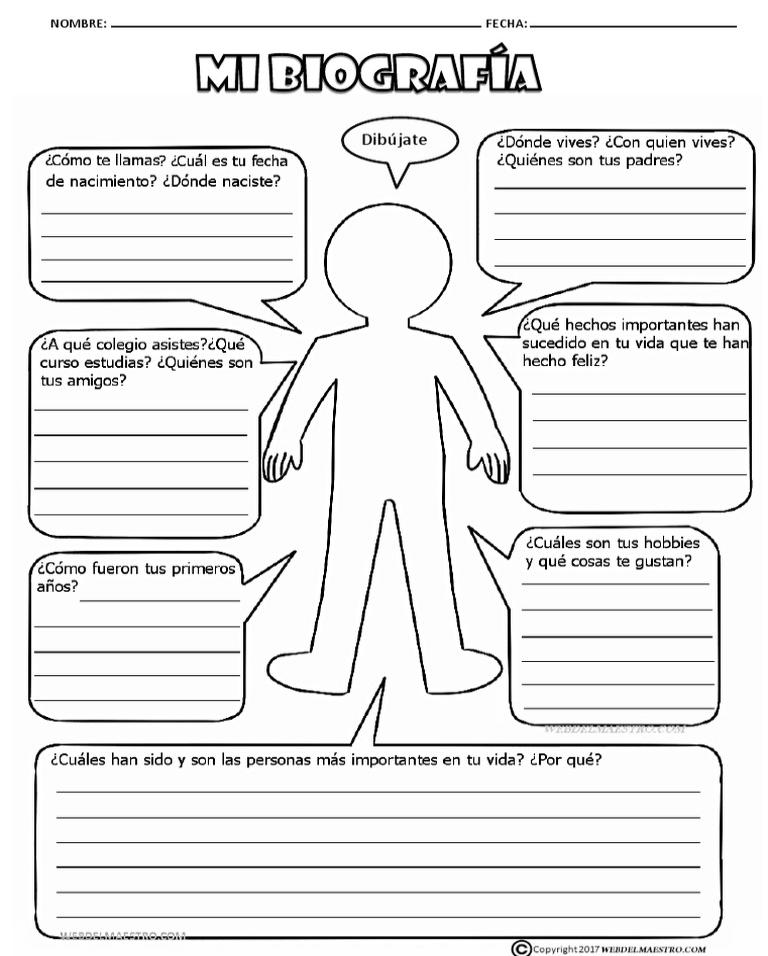 NOMBRE: FECHA:
MI BIOGRAFÍA
Dibújate
¿Cómo te llamas? ¿Cuál es tu fecha
de nacimiento? ¿Dónde naciste?
¿Dónde vives? ¿Con quien vives?
¿Quiénes son tus padres?
¿A qué colegio asistes?¿Qué
curso estudias? ¿Quiénes son
tus amigos?
¿Qué hechos importantes han
sucedido en tu vida que te han
hecho feliz?
¿Cómo fueron tus primeros
años?
¿Cuáles son tus hobbies
y qué cosas te gustan?
WEBDELMAESTRO.COM
¿Cuáles han sido y son las personas más importantes en tu vida? ¿Por qué?
WEBDELMAESTRO.COM
©Copyright 2017 WEBDELMAESTRO.COM